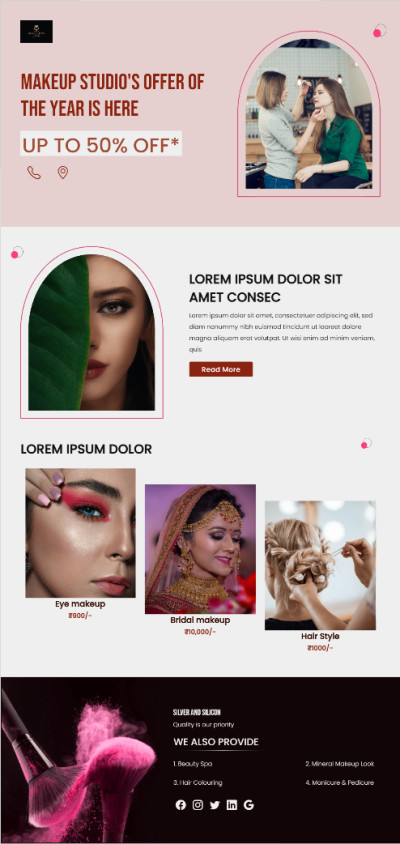 MAKEUP STUDIO'S OFFER OF
THE YEAR IS HERE
UP TO 50% OFF*
LOREM IPSUM DOLOR SIT
AMET CONSEC
Lorem ipsum dolor sit amet, consectetuer adipiscing elit, sed
diam nonummy nibh euismod tincidunt ut laoreet dolore
magna aliquam erat volutpat. Ut wisi enim ad minim veniam,
quis
Read More
LOREM IPSUM DOLOR
Eye makeup
₹900/-
Bridal makeup
₹10,000/-
Hair Style
₹1000/-
SILVER AND SILICON
Quality is our priority
WE ALSO PROVIDE
1. Beauty Spa
2. Mineral Makeup Look
3. Hair Colouring
4. Manicure & Pedicure